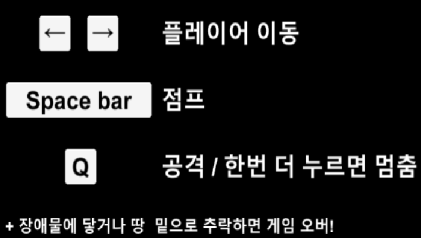 ← → 플레이어 이동
Space bar 점프
Q 공격 / 한번 더 누르면 멈춤
+ 장애물에 닿거나 땅 밑으로 추락하면 게임 오버!